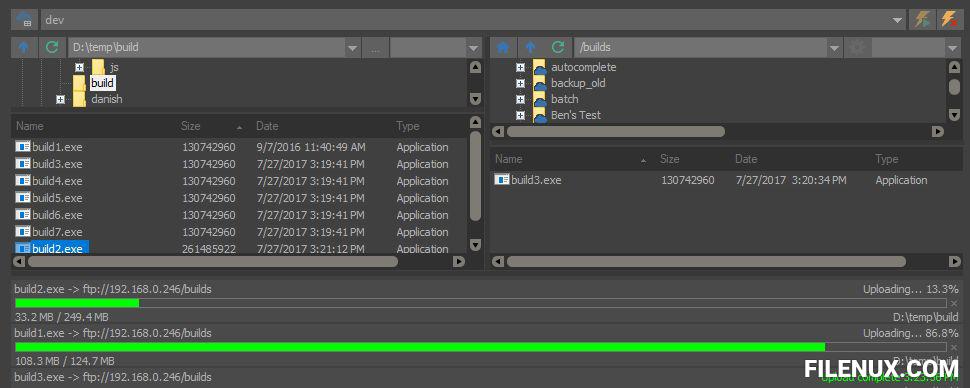 dev
D:\temp\build
...
/builds
js
build
danish
autocomplete
backup_old
batch
Ben's Test
Name Size Date Type
build1.exe 130742960 9/7/2016 11:40:49 AM Application
build3.exe 130742960 7/27/2017 3:19:41 PM Application
build4.exe 130742960 7/27/2017 3:19:41 PM Application
build5.exe 130742960 7/27/2017 3:19:41 PM Application
build6.exe 130742960 7/27/2017 3:19:41 PM Application
build7.exe 130742960 7/27/2017 3:19:41 PM Application
build2.exe 261485922 7/27/2017 3:21:12 PM Application
Name Size Date Type
build3.exe 130742960 7/27/2017 3:20:34 PM Application
build2.exe -> ftp://192.168.0.246/builds Uploading... 13.3%
33.2 MB / 249.4 MB D:\temp\build
build1.exe -> ftp://192.168.0.246/builds Uploading... 86.8%
108.3 MB / 124.7 MB D:\temp\build
build3.exe -> ftp://192.168.0.246/builds Upload complete
FILENUX.COM